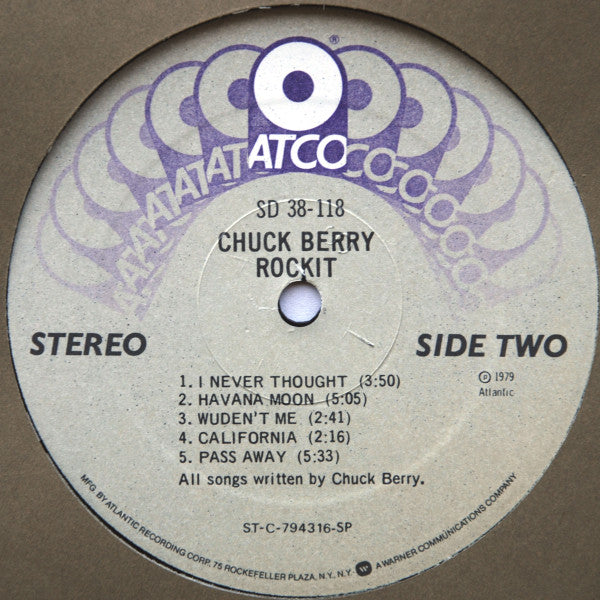 ®
ATCO
SD 38-118
CHUCK BERRY
ROCKIT
STEREO
SIDE TWO
1. I NEVER THOUGHT (3:50)
2. HAVANA MOON (5:05)
3. WUDEN'T ME (2:41)
4. CALIFORNIA (2:16)
5. PASS AWAY (5:33)
℗ 1979
Atlantic
All songs written by Chuck Berry.
ST-C-794316-SP
MFG. BY ATLANTIC RECORDING CORP. 75 ROCKEFELLER PLAZA, N.Y., N.Y. W A WARNER COMMUNICATIONS COMPANY